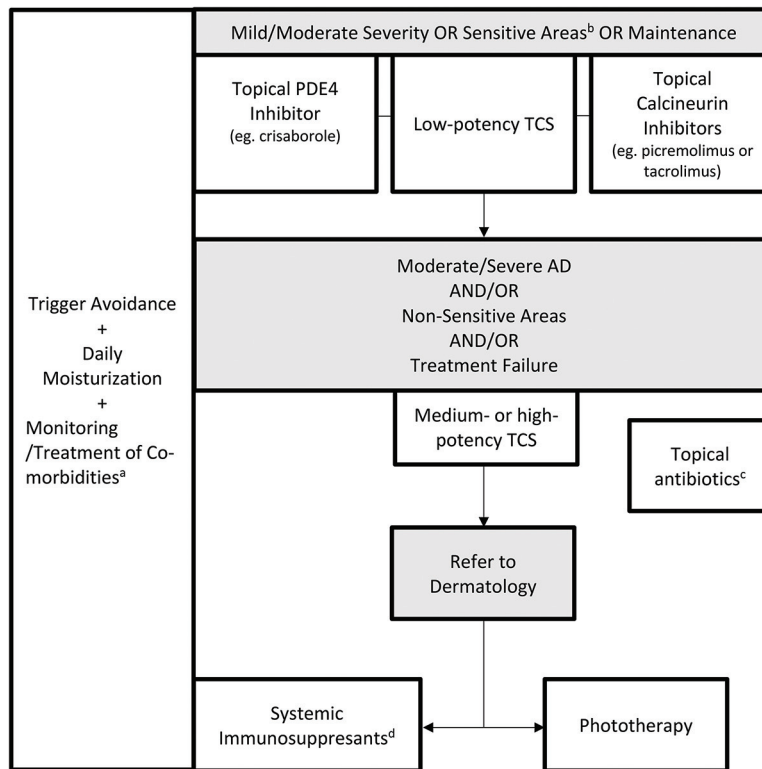 Mild/Moderate Severity OR Sensitive Areasᵇ OR Maintenance
Topical PDE4
Inhibitor
(eg. crisaborole)
Low-potency TCS
Topical
Calcineurin
Inhibitors
(eg. picremolimus or
tacrolimus)
Moderate/Severe AD
AND/OR
Non-Sensitive Areas
AND/OR
Treatment Failure
Trigger Avoidance
+
Daily
Moisturization
+
Monitoring
/Treatment of Co-
morbiditiesᵃ
Medium- or high-
potency TCS
Topical
antibioticsᶜ
Refer to
Dermatology
Systemic
Immunosuppresantsᵈ
Phototherapy